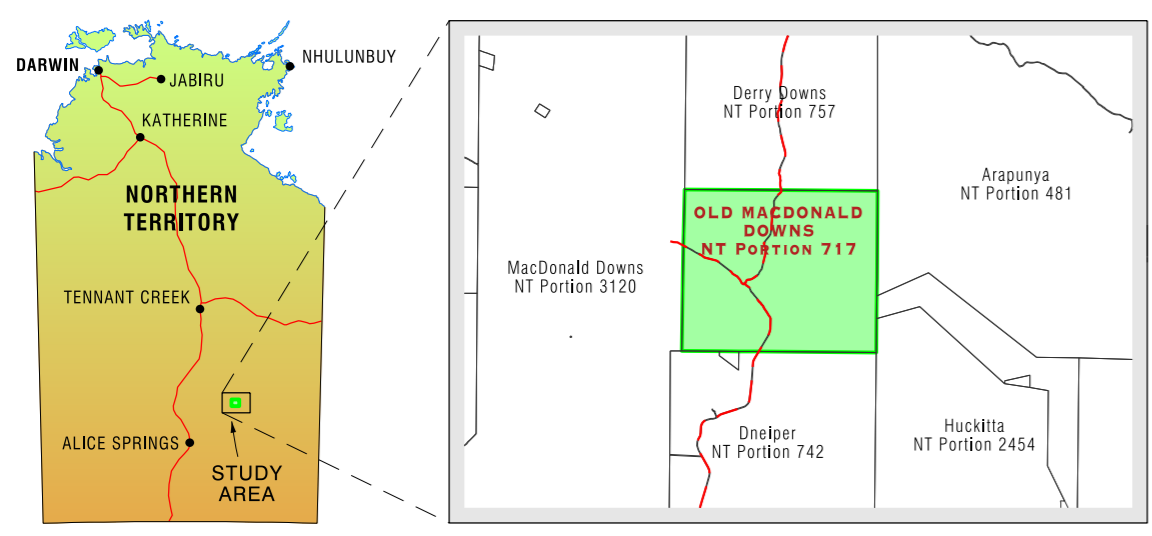 DARWIN
NHULUNBUY
JABIRU
KATHERINE
NORTHERN
TERRITORY
TENNANT CREEK
ALICE SPRINGS
STUDY
AREA
Derry Downs
NT Portion 757
Arapunya
NT Portion 481
OLD MACDONALD
DOWNS
NT PORTION 717
MacDonald Downs
NT Portion 3120
Dneiper
NT Portion 742
Huckitta
NT Portion 2454